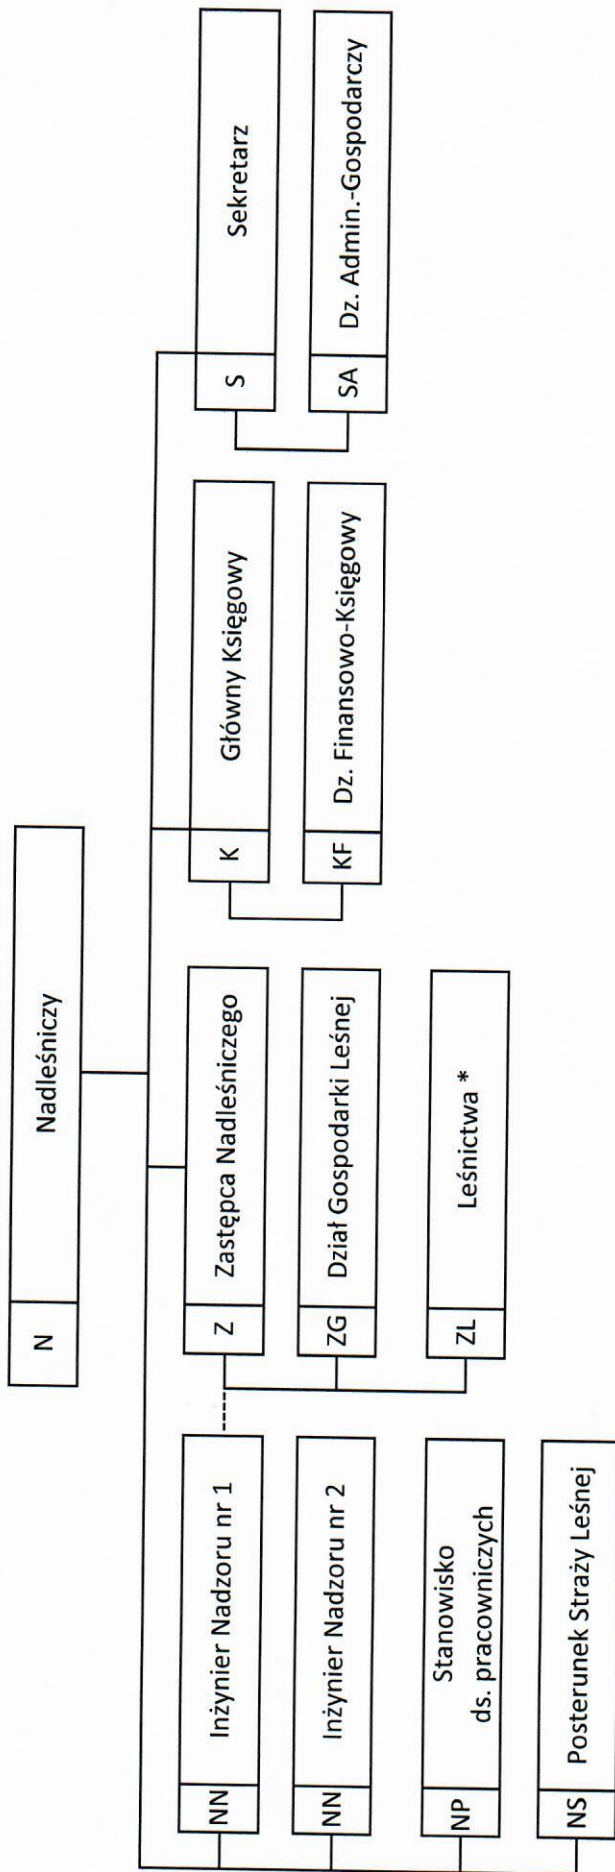 N Nadleśniczy
NN Inżynier Nadzoru nr 1
NN Inżynier Nadzoru nr 2
NP Stanowisko
ds. pracowniczych
NS Posterunek Straży Leśnej
Z Zastępca Nadleśniczego
ZG Dział Gospodarki Leśnej
ZL Leśnictwa *
K Główny Księgowy
KF Dz. Finansowo-Księgowy
S Sekretarz
SA Dz. Admin.-Gospodarczy